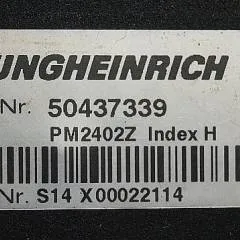 UNGHEINRICH
Nr. 50437339
PM2402Z Index H
Nr. S14 X00022114